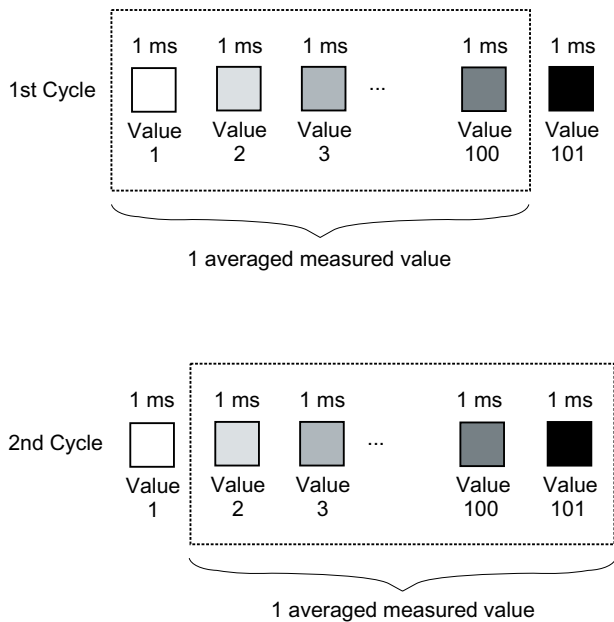 1 ms 1 ms 1 ms 1 ms 1 ms
1st Cycle ...
Value Value Value Value Value
1 2 3 100 101
1 averaged measured value
1 ms 1 ms 1 ms 1 ms 1 ms
2nd Cycle ...
Value Value Value Value Value
1 2 3 100 101
1 averaged measured value